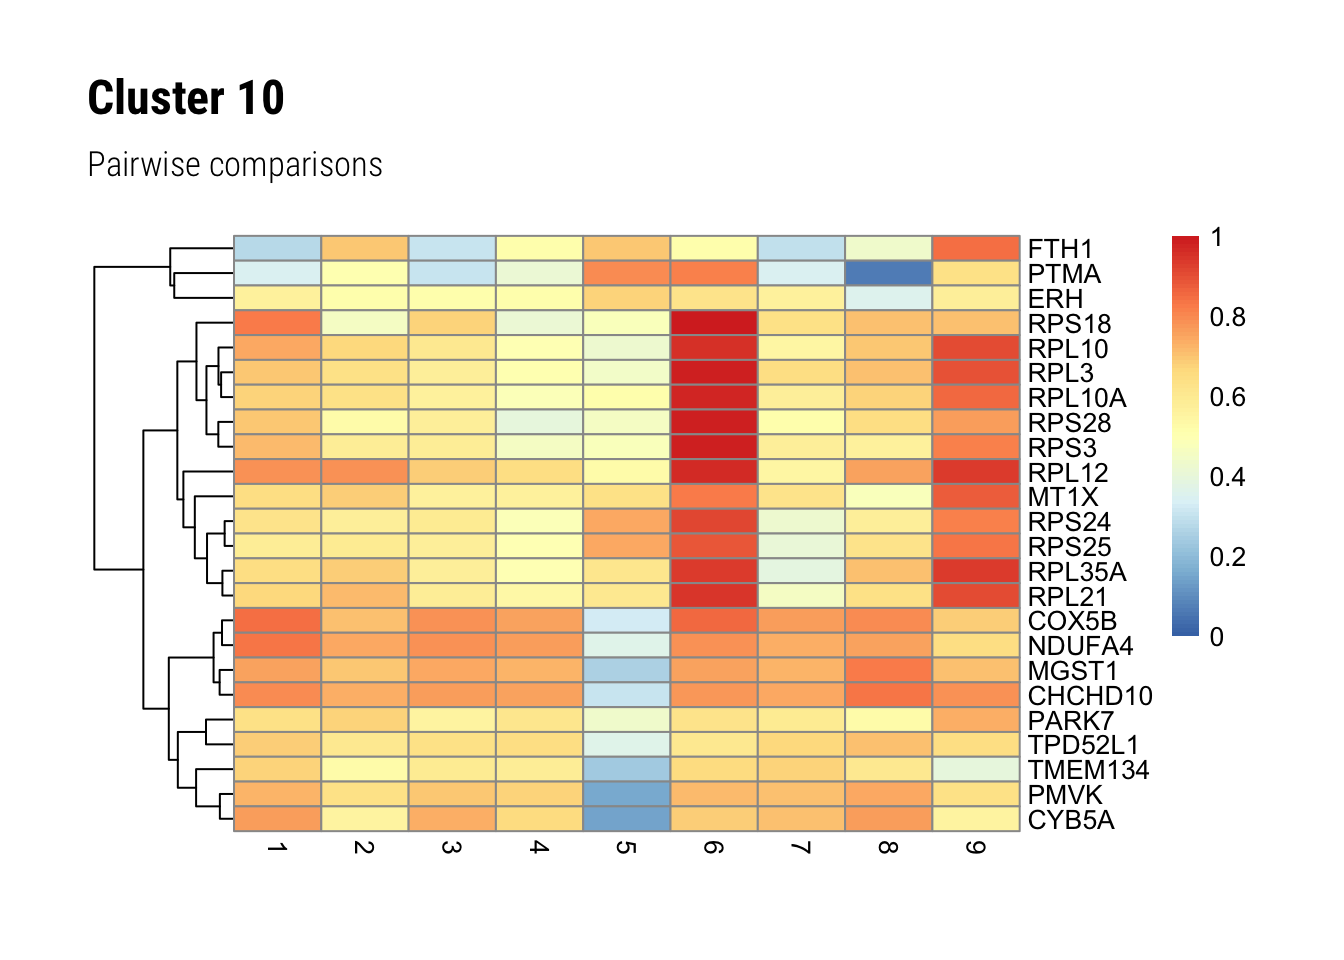 Cluster 10
Pairwise comparisons
FTH1
PTMA
ERH
RPS18
RPL10
RPL3
RPL10A
RPS28
RPS3
RPL12
MT1X
RPS24
RPS25
RPL35A
RPL21
COX5B
NDUFA4
MGST1
CHCHD10
PARK7
TPD52L1
TMEM134
PMVK
CYB5A
1 2 3 4 5 6 7 8 9
1
0.8
0.6
0.4
0.2
0